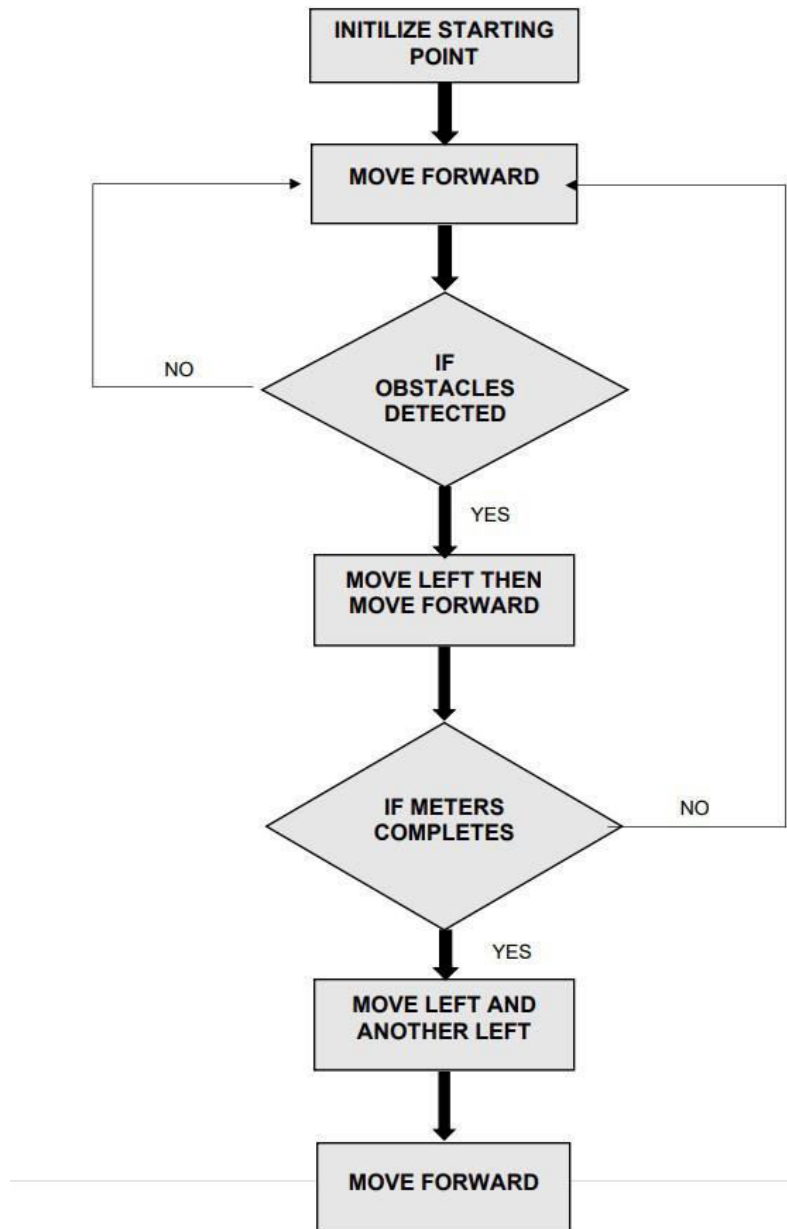 INITILIZE STARTING
POINT
MOVE FORWARD
IF
OBSTACLES
DETECTED
NO
YES
MOVE LEFT THEN
MOVE FORWARD
IF METERS
COMPLETES
NO
YES
MOVE LEFT AND
ANOTHER LEFT
MOVE FORWARD